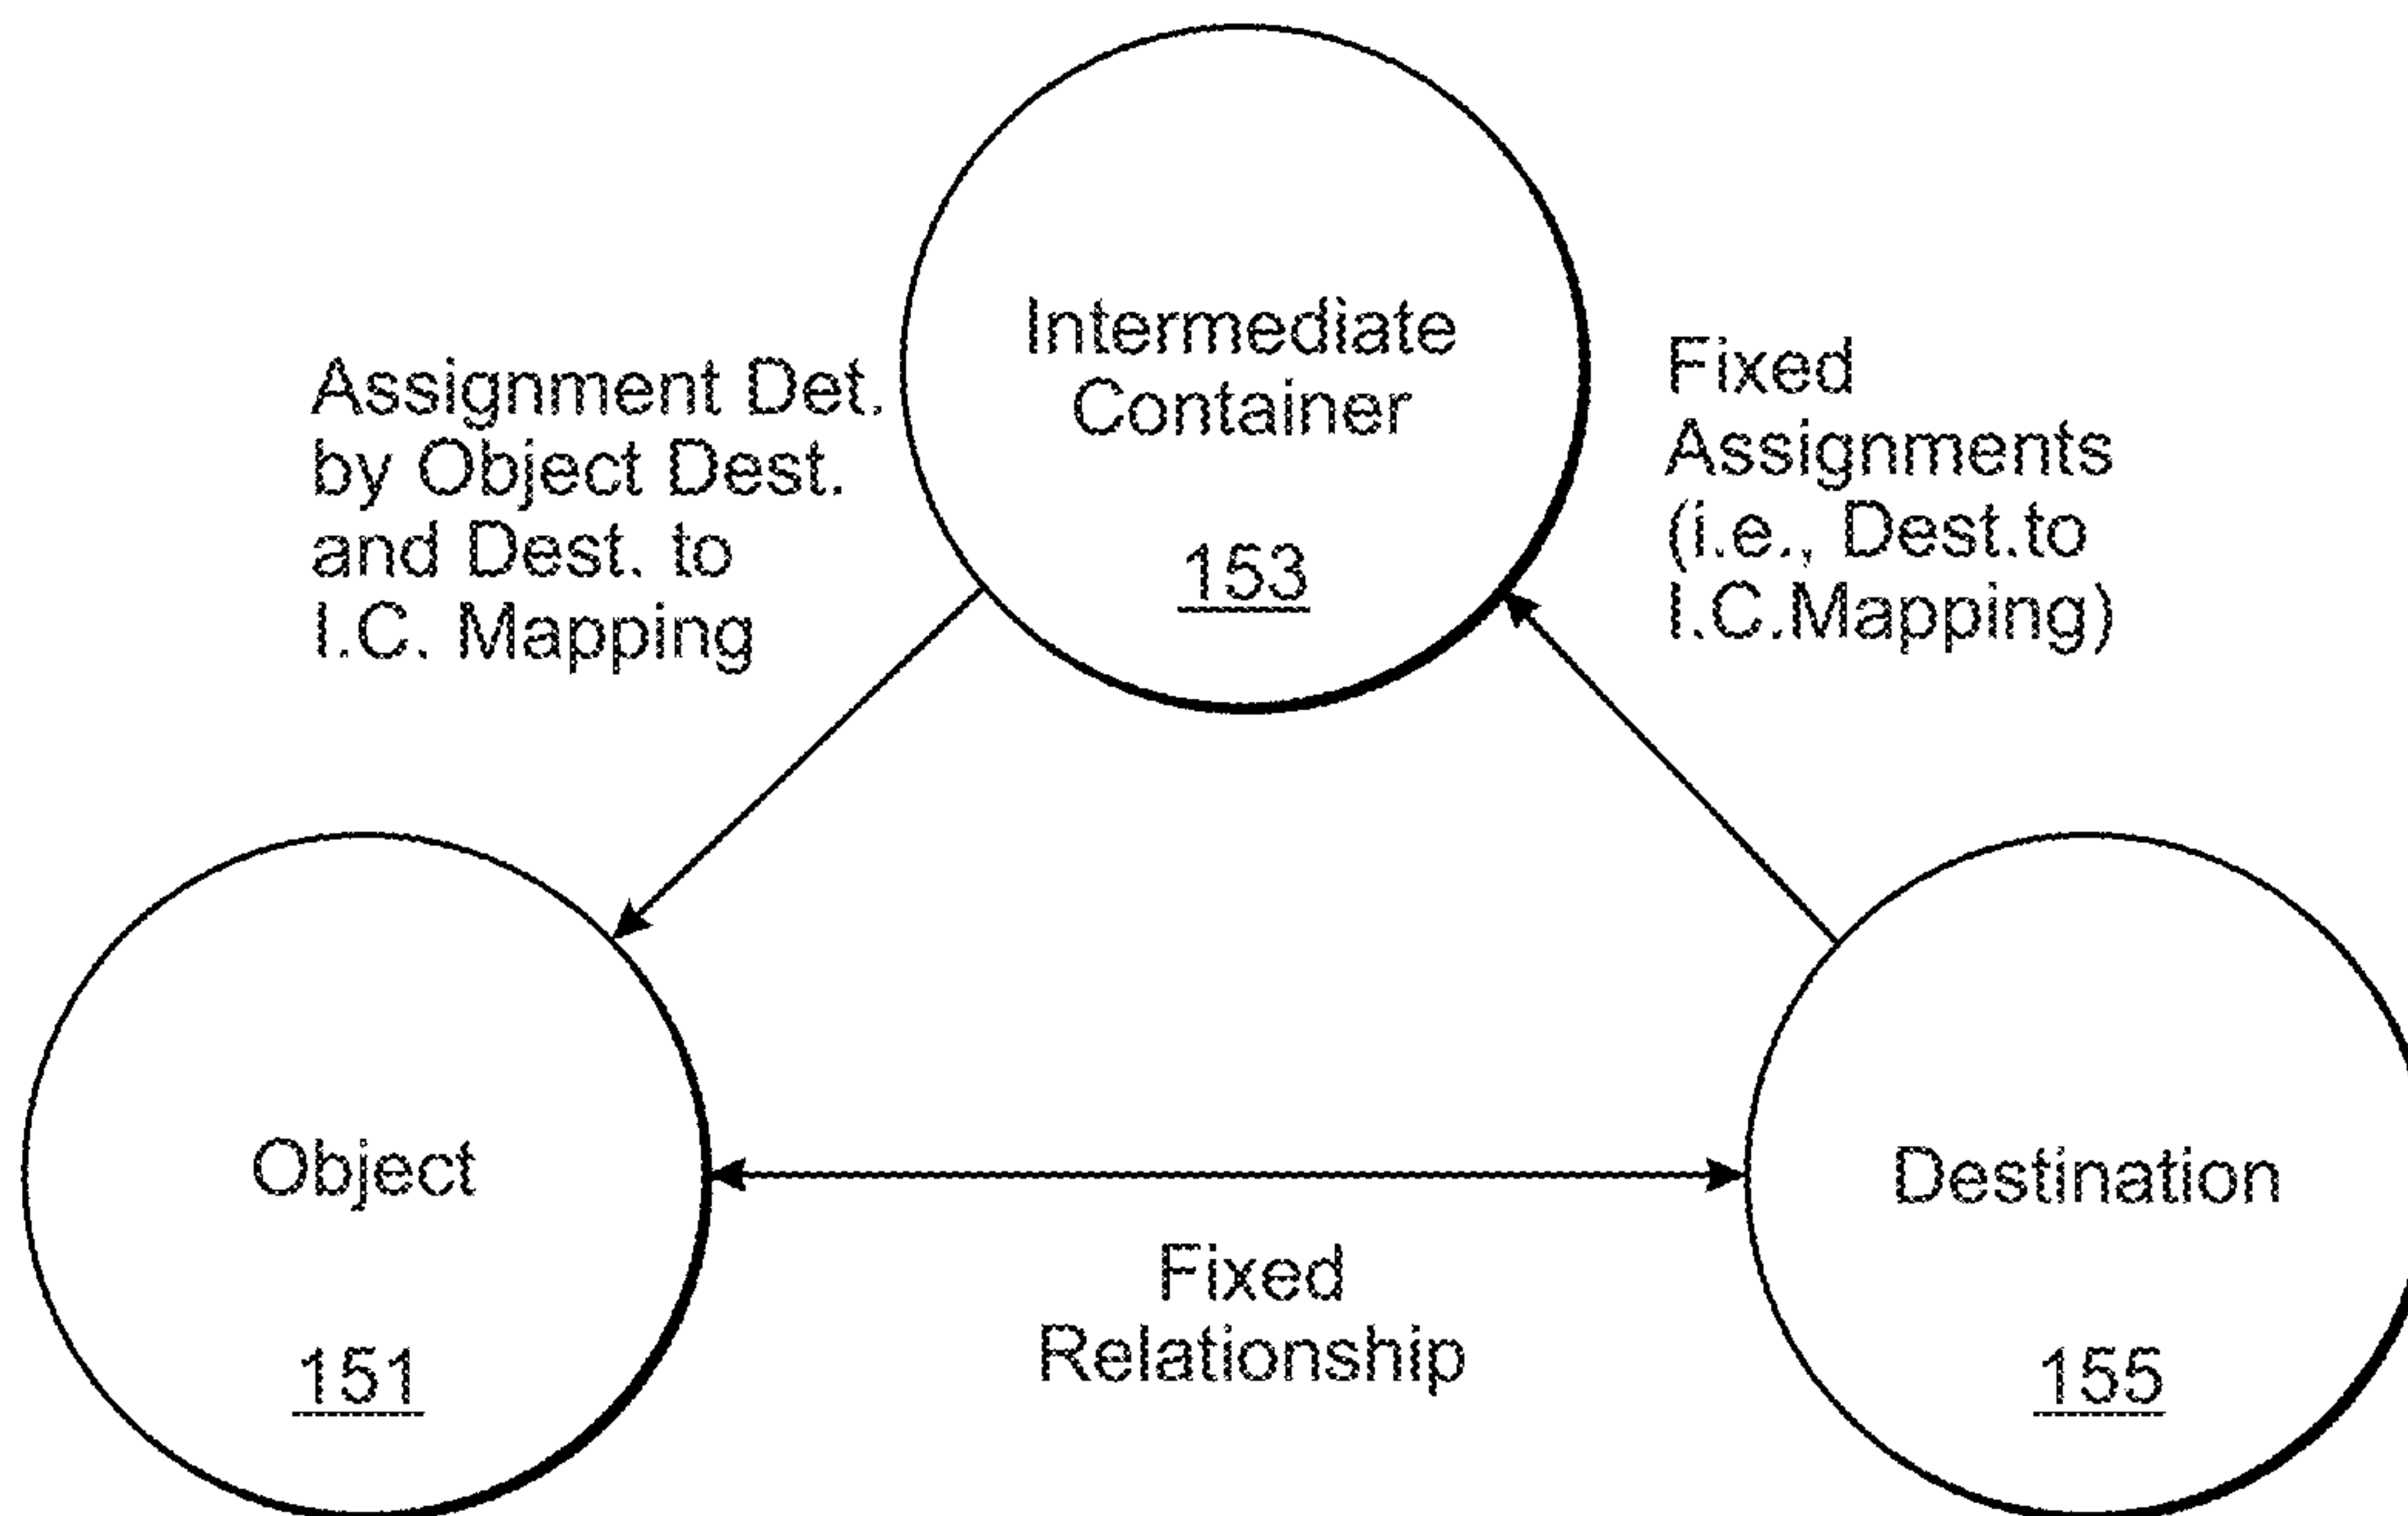 Intermediate
Container
153
Assignment Det.
by Object Dest.
and Dest. to
I.C. Mapping
Fixed
Assignments
(i.e., Dest.to
I.C.Mapping)
Object
151
Fixed
Relationship
Destination
155